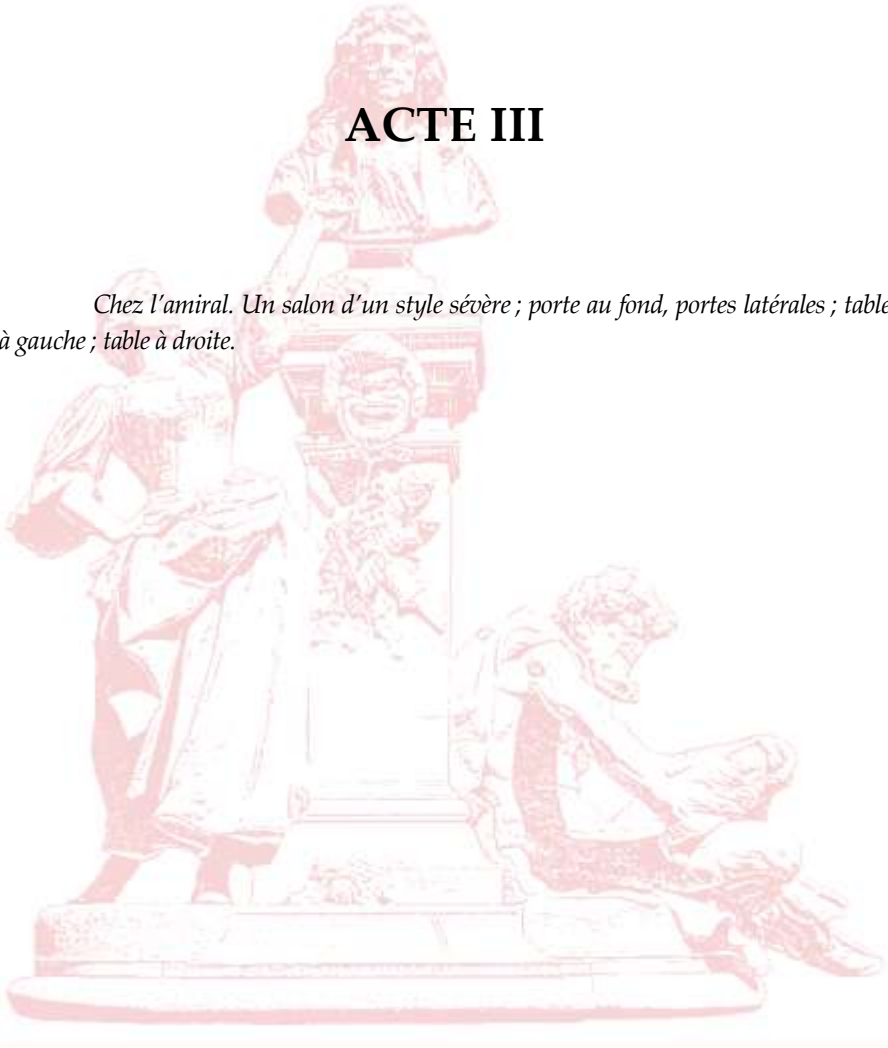 ACTE III
Chez l’amiral. Un salon d’un style sévère ; porte au fond, portes latérales ; table
à gauche ; table à droite.